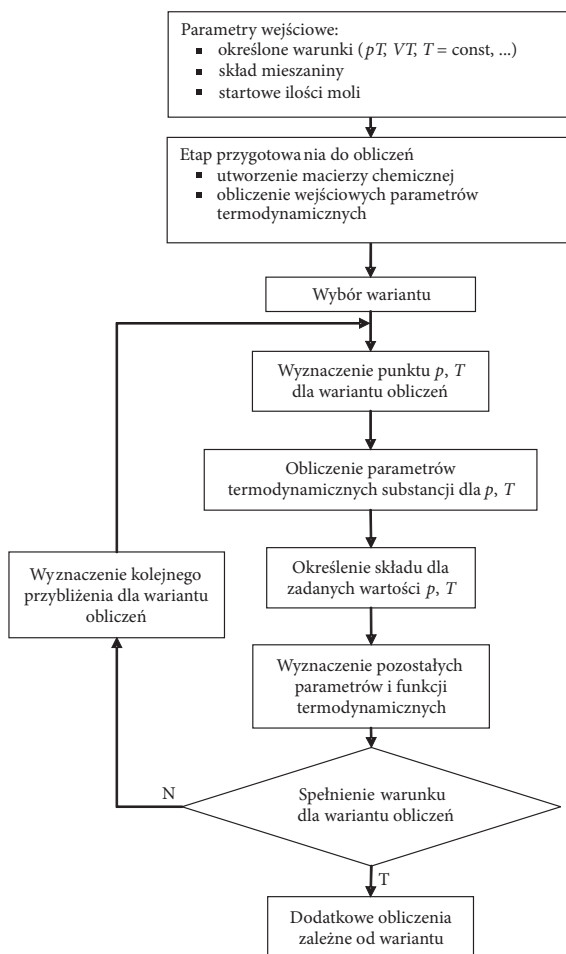 Parametry wejściowe:
▪ określone warunki (pT, VT, T = const, ...)
▪ skład mieszaniny
▪ startowe ilości moli
Etap przygotowania do obliczeń
▪ utworzenie macierzy chemicznej
▪ obliczenie wejściowych parametrów
termodynamicznych
Wybór wariantu
Wyznaczenie punktu p, T
dla wariantu obliczeń
Obliczenie parametrów
termodynamicznych substancji dla p, T
Wyznaczenie kolejnego
przybliżenia dla wariantu
obliczeń
Określenie składu dla
zadanych wartości p, T
Wyznaczenie pozostałych
parametrów i funkcji
termodynamicznych
N
Spełnienie warunku
dla wariantu obliczeń
T
Dodatkowe obliczenia
zależne od wariantu